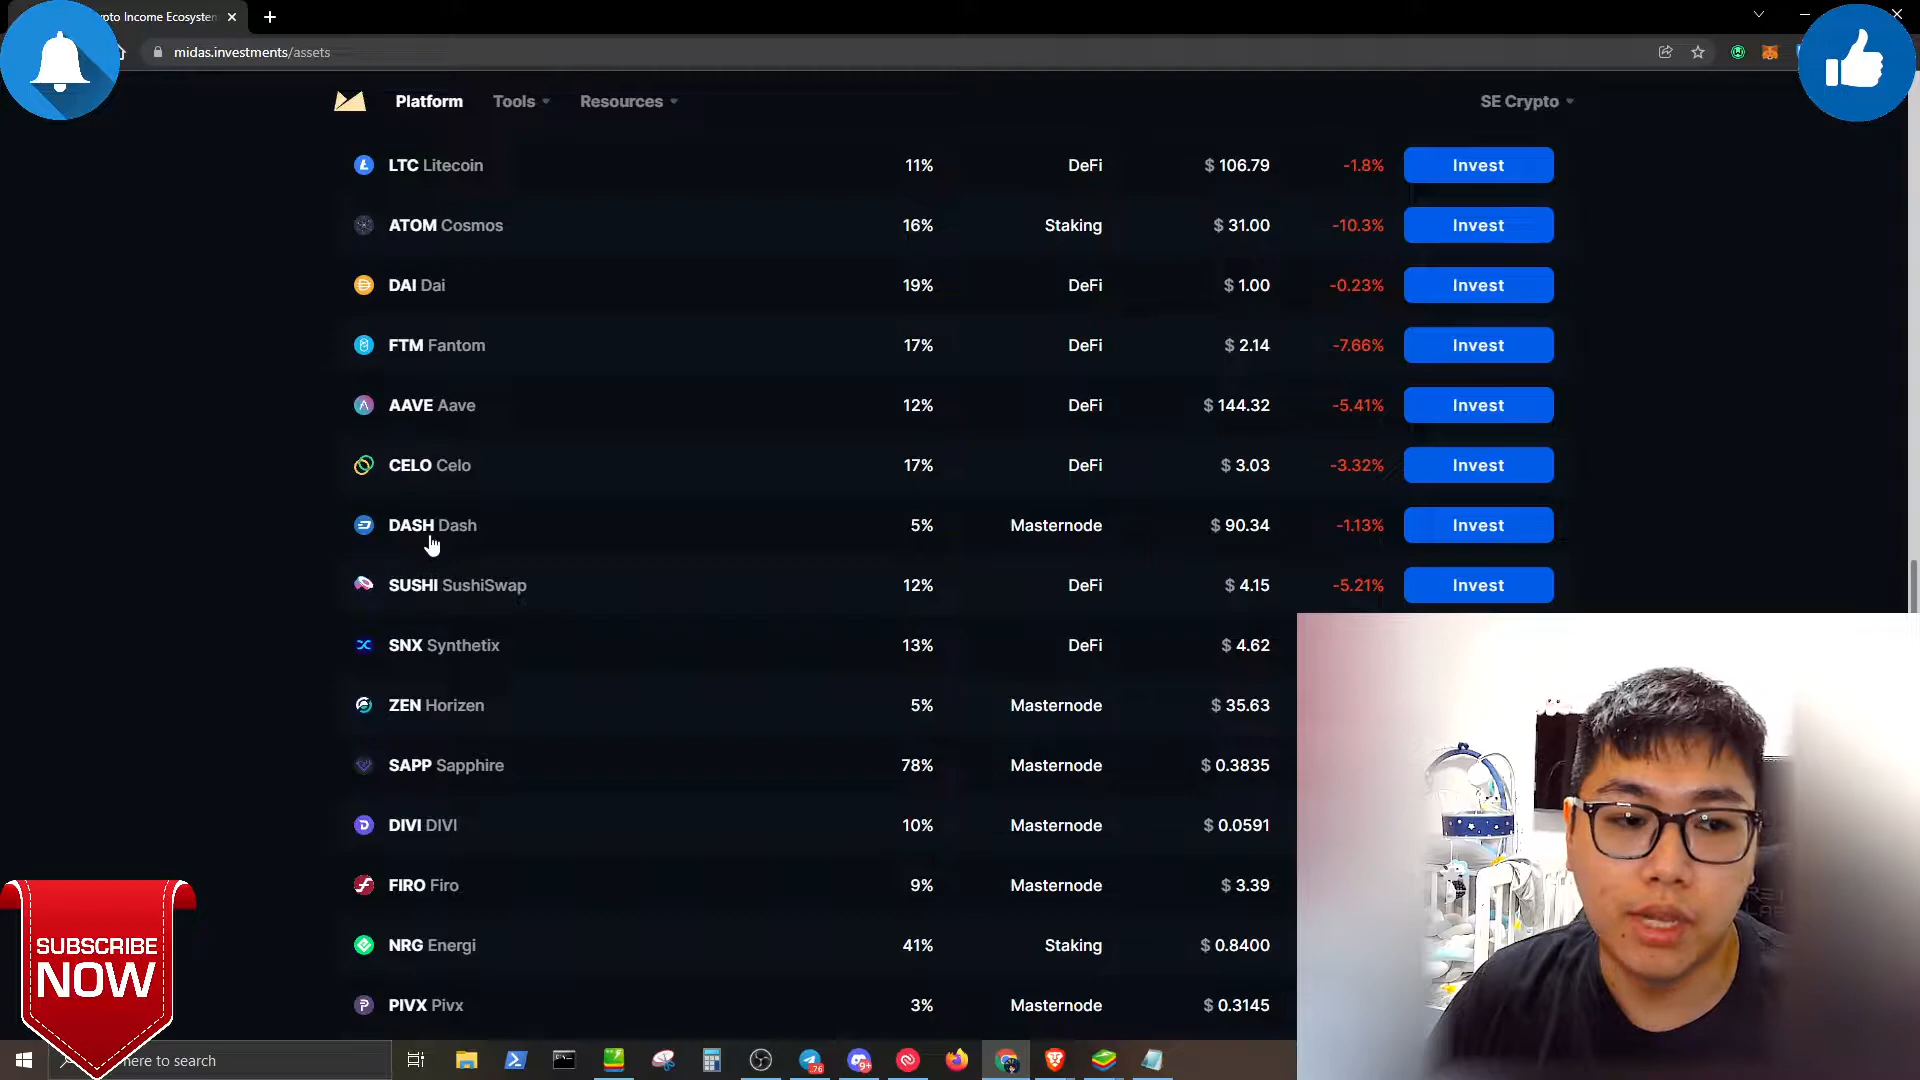 pto Income Ecosystem
midas.investments/assets
Platform Tools Resources SE Crypto
LTC Litecoin 11% DeFi $ 106.79 -1.8% Invest
ATOM Cosmos 16% Staking $ 31.00 -10.3% Invest
DAI Dai 19% DeFi $ 1.00 -0.23% Invest
FTM Fantom 17% DeFi $ 2.14 -7.66% Invest
AAVE Aave 12% DeFi $ 144.32 -5.41% Invest
CELO Celo 17% DeFi $ 3.03 -3.32% Invest
DASH Dash 5% Masternode $ 90.34 -1.13% Invest
SUSHI SushiSwap 12% DeFi $ 4.15 -5.21% Invest
SNX Synthetix 13% DeFi $ 4.62
ZEN Horizen 5% Masternode $ 35.63
SAPP Sapphire 78% Masternode $ 0.3835
DIVI DIVI 10% Masternode $ 0.0591
FIRO Firo 9% Masternode $ 3.39
NRG Energi 41% Staking $ 0.8400
PIVX Pivx 3% Masternode $ 0.3145
SUBSCRIBE
NOW
here to search
76
9+